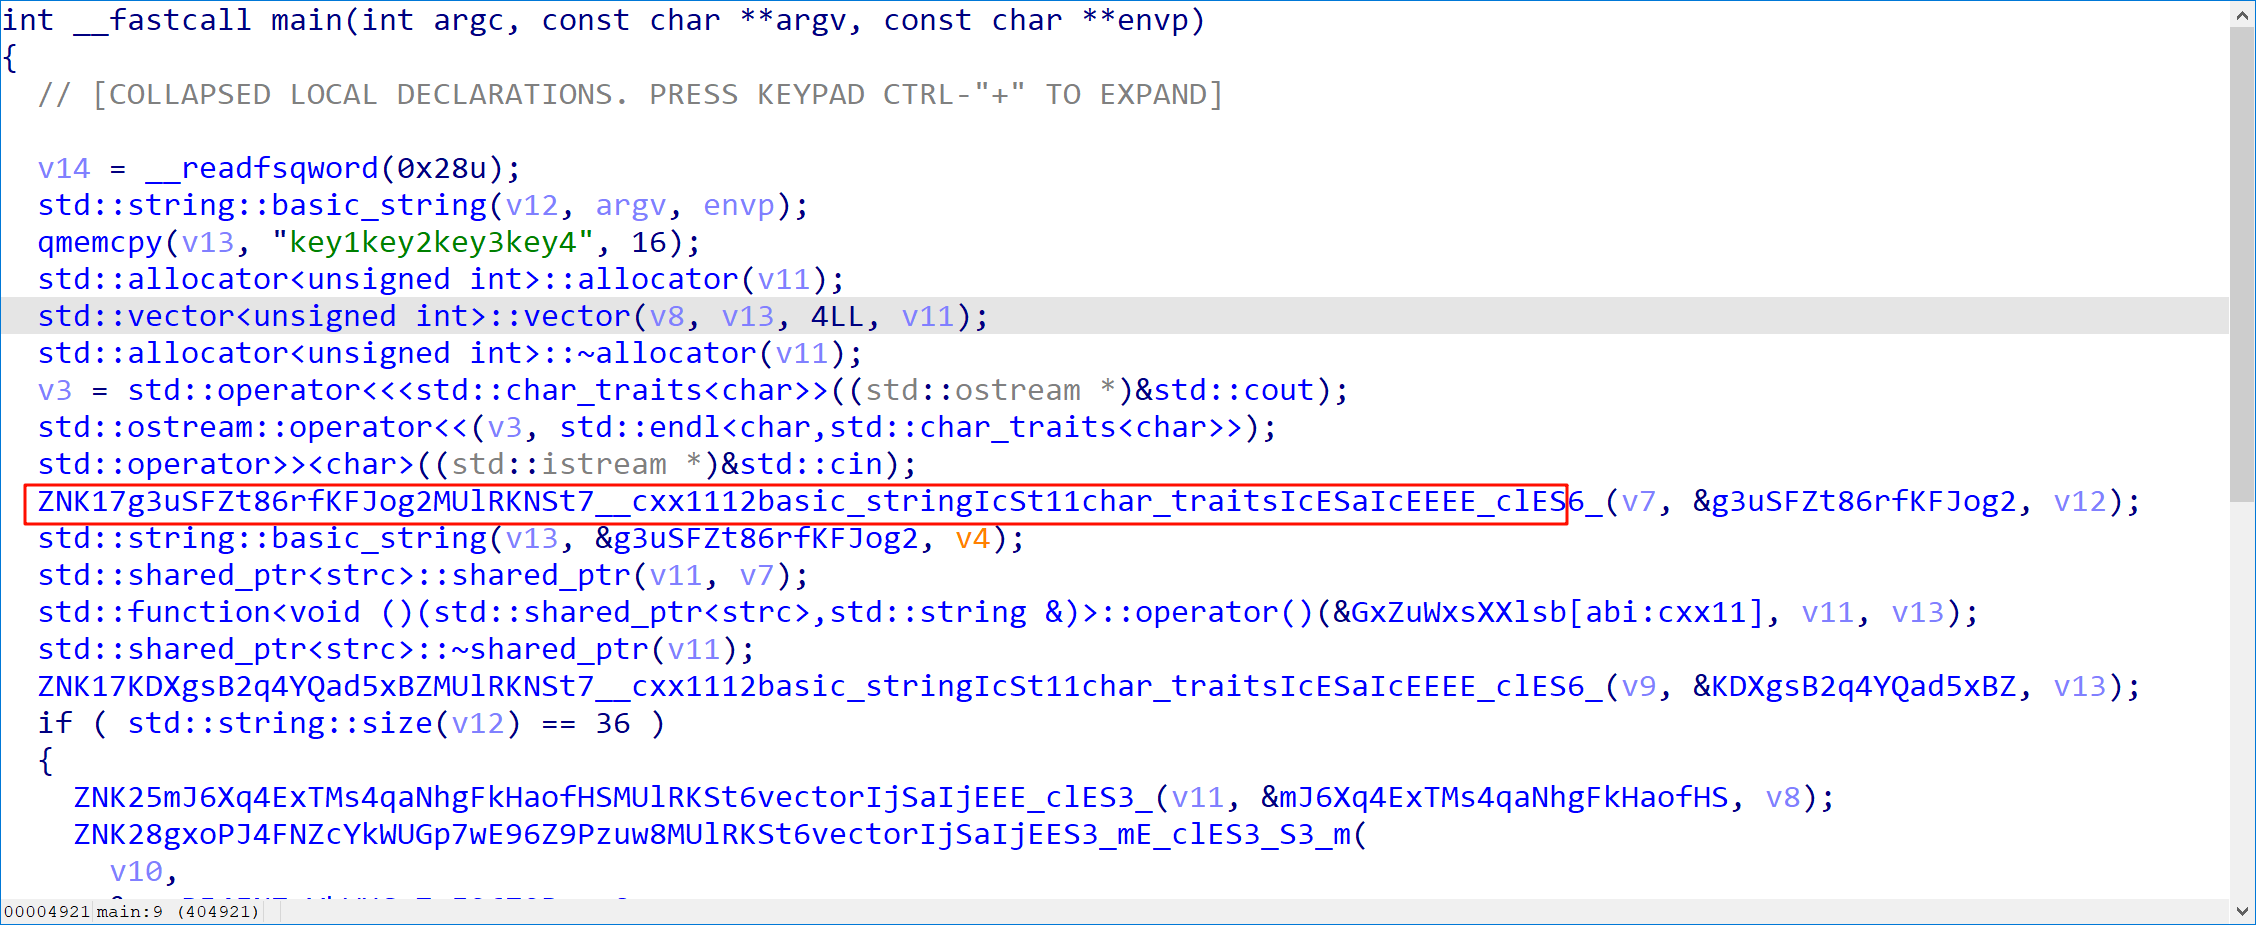 int __fastcall main(int argc, const char **argv, const char **envp)
{
  // [COLLAPSED LOCAL DECLARATIONS. PRESS KEYPAD CTRL-"+" TO EXPAND]
  v14 = __readfsqword(0x28u);
  std::string::basic_string(v12, argv, envp);
  qmemcpy(v13, "key1key2key3key4", 16);
  std::allocator<unsigned int>::allocator(v11);
  std::vector<unsigned int>::vector(v8, v13, 4LL, v11);
  std::allocator<unsigned int>::~allocator(v11);
  v3 = std::operator<<<std::char_traits<char>>((std::ostream *)&std::cout);
  std::ostream::operator<<(v3, std::endl<char,std::char_traits<char>>);
  std::operator>><char>((std::istream *)&std::cin);
  ZNK17g3uSFZt86rfKFJog2MUlRKNSt7__cxx1112basic_stringIcSt11char_traitsIcESaIcEEEE_clES6_(v7, &g3uSFZt86rfKFJog2, v12);
  std::string::basic_string(v13, &g3uSFZt86rfKFJog2, v4);
  std::shared_ptr<strc>::shared_ptr(v11, v7);
  std::function<void ()(std::shared_ptr<strc>,std::string &)>::operator()(&GxZuWxsXXlsb[abi:cxx11], v11, v13);
  std::shared_ptr<strc>::~shared_ptr(v11);
  ZNK17KDXgsB2q4YQad5xBZMUlRKNSt7__cxx1112basic_stringIcSt11char_traitsIcESaIcEEEE_clES6_(v9, &KDXgsB2q4YQad5xBZ, v13);
  if ( std::string::size(v12) == 36 )
  {
    ZNK25mJ6Xq4ExTMs4qaNhgFkHaofHSMUlRKSt6vectorIjSaIjEEE_clES3_(v11, &mJ6Xq4ExTMs4qaNhgFkHaofHS, v8);
    ZNK28gxoPJ4FNZcYkWUGp7wE96Z9Pzuw8MUlRKSt6vectorIjSaIjEES3_mE_clES3_S3_m(
      v10,
00004921 main:9 (404921)